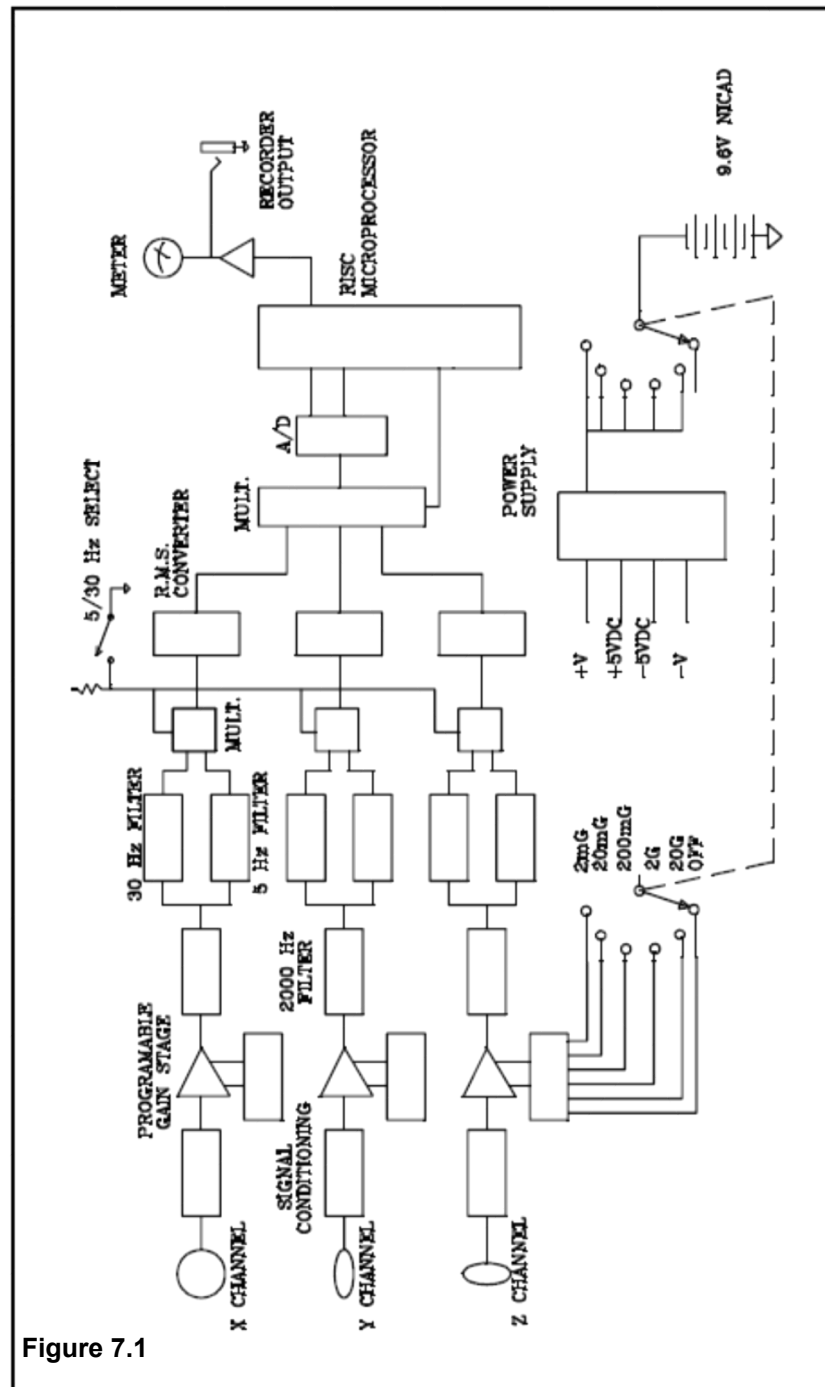 METER
RECORDER
OUTPUT
RISC
MICROPROCESSOR
9.6V NICAD
5/30 Hz SELECT
R.M.S.
CONVERTER
MULT.
A/D
POWER
SUPPLY
+V
+5VDC
-5VDC
-V
30 Hz FILTER
5 Hz FILTER
MULT.
2000 Hz
FILTER
2mG
20mG
200mG
2G
20G
OFF
PROGRAMABLE
GAIN STAGE
SIGNAL
CONDITIONING
X CHANNEL
Y CHANNEL
Z CHANNEL
Figure 7.1